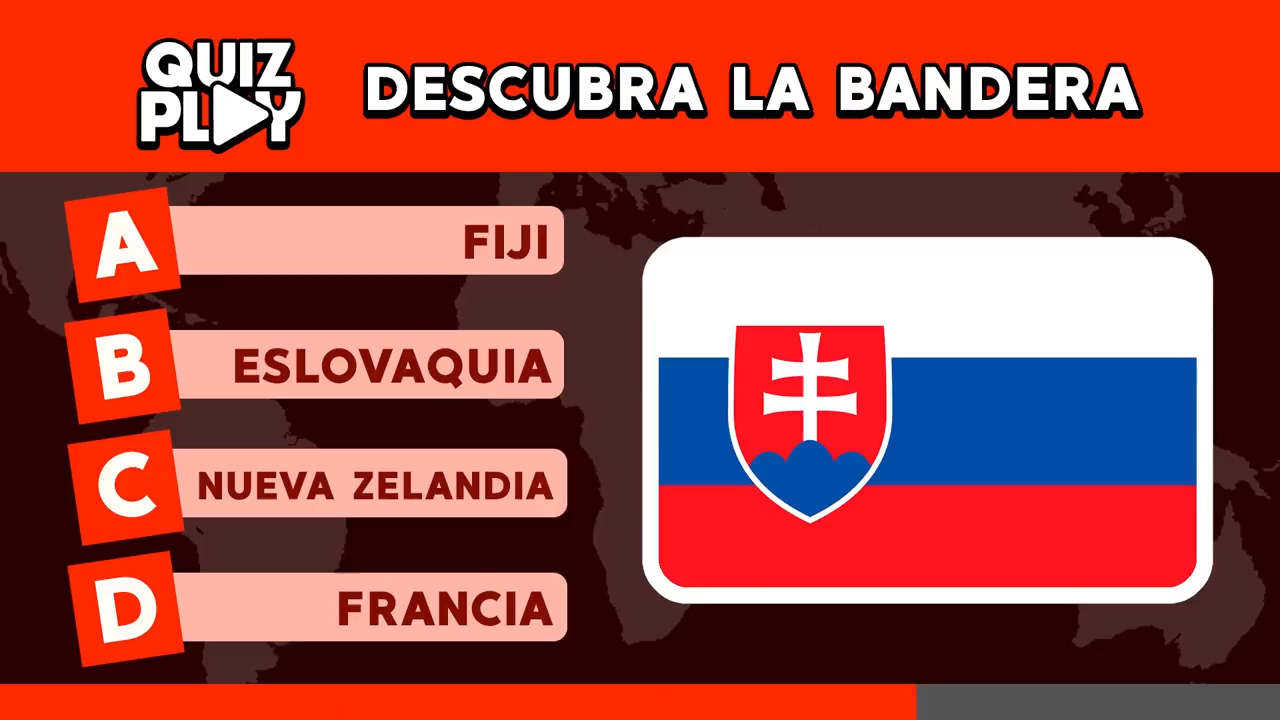 QUIZ
PLAY
DESCUBRA LA BANDERA
A
FIJI
B
ESLOVAQUIA
C
NUEVA ZELANDIA
D
FRANCIA